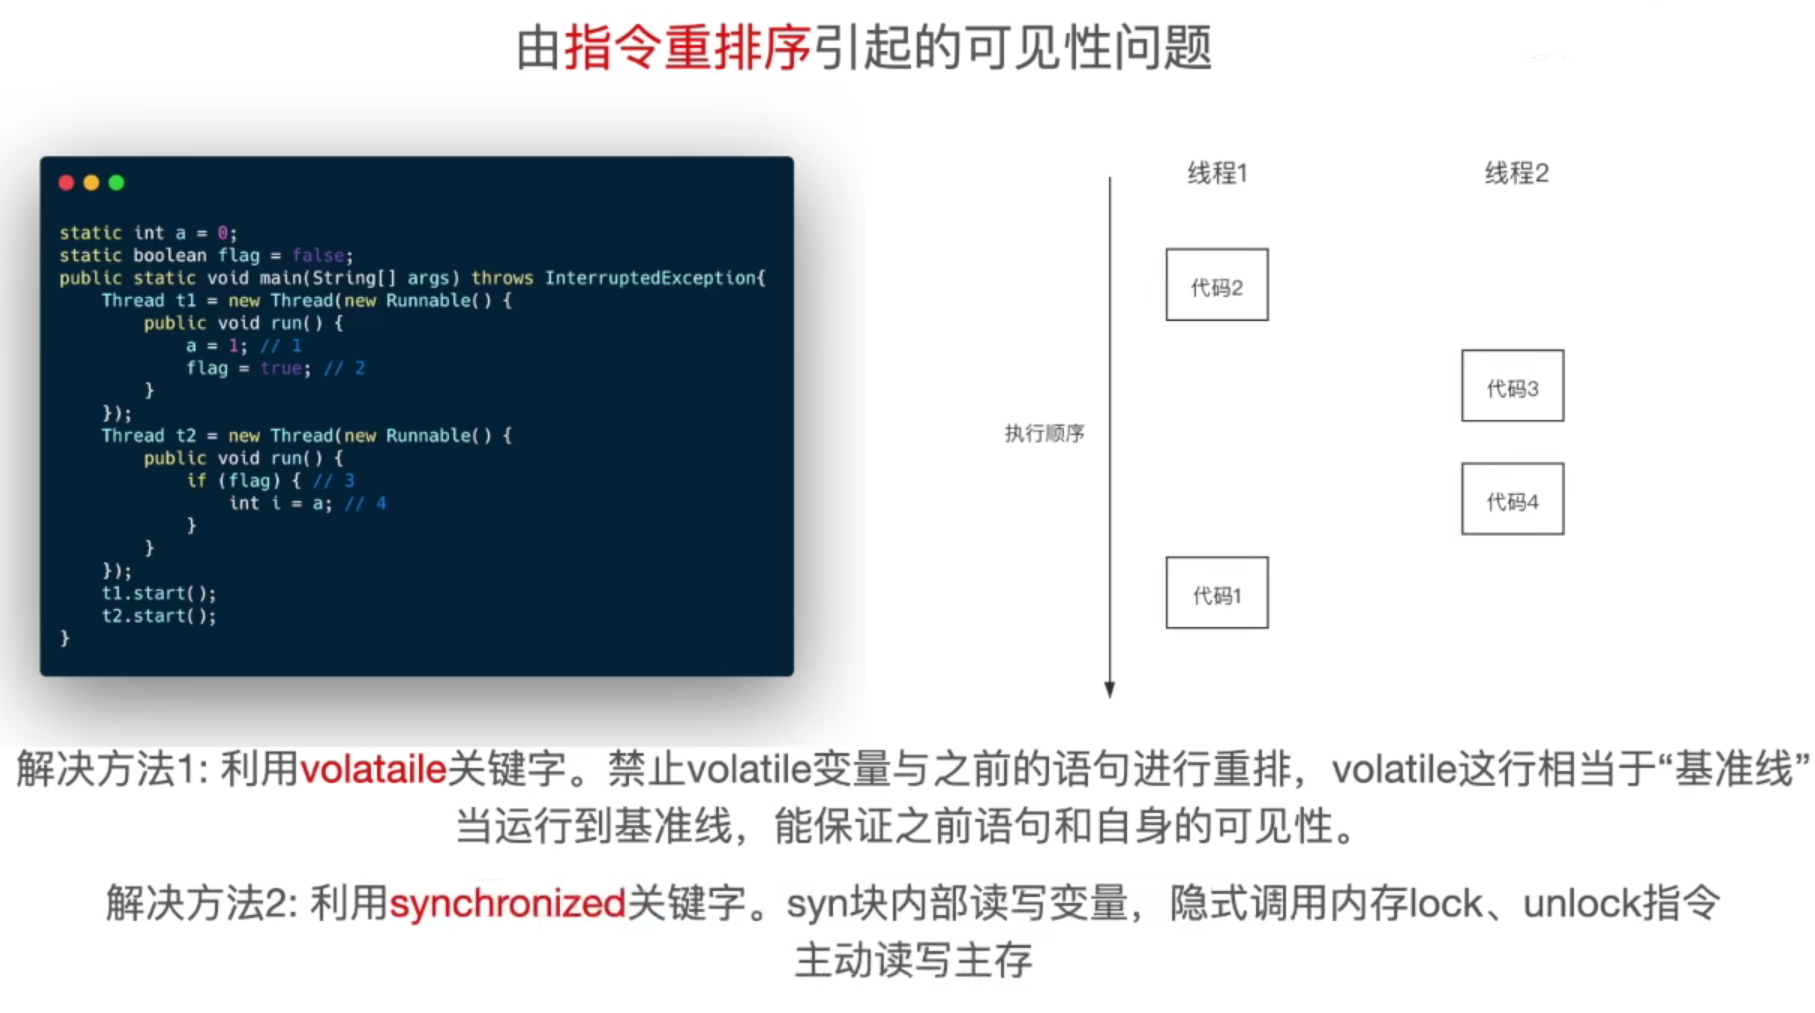 由指令重排序引起的可见性问题
static int a = 0;
static boolean flag = false;
public static void main(String[] args) throws InterruptedException{
    Thread t1 = new Thread(new Runnable() {
        public void run() {
            a = 1; // 1
            flag = true; // 2
        }
    });
    Thread t2 = new Thread(new Runnable() {
        public void run() {
            if (flag) { // 3
                int i = a; // 4
            }
        }
    });
    t1.start();
    t2.start();
}
线程1
线程2
代码2
代码3
执行顺序
代码4
代码1
解决方法1: 利用volataile关键字。禁止volatile变量与之前的语句进行重排，volatile这行相当于“基准线”
当运行到基准线，能保证之前语句和自身的可见性。
解决方法2: 利用synchronized关键字。syn块内部读写变量，隐式调用内存lock、unlock指令
主动读写主存